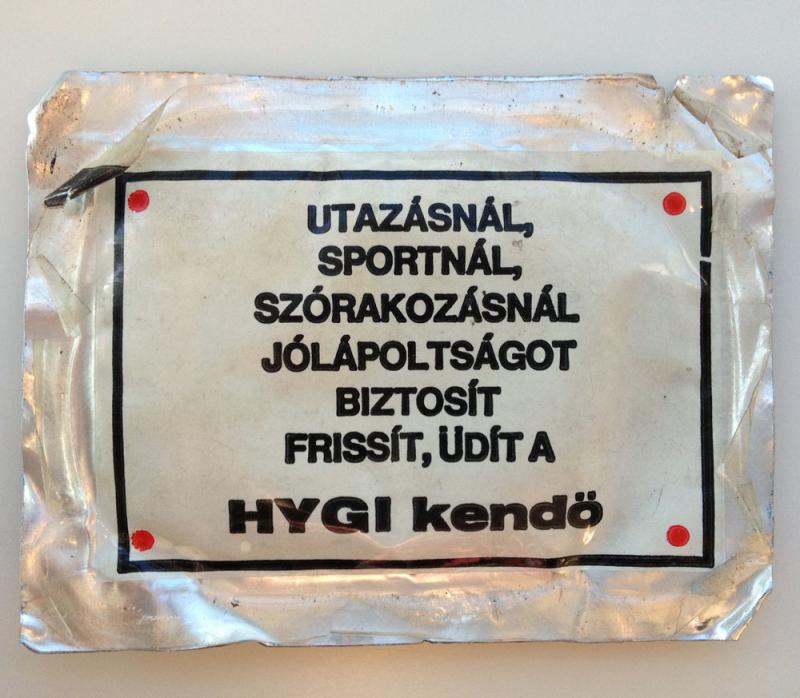 UTAZÁSNÁL,
SPORTNÁL,
SZÓRAKOZÁSNÁL
JÓLÁPOLTSÁGOT
BIZTOSÍT
FRISSÍT, ÜDÍT A
HYGI kendö